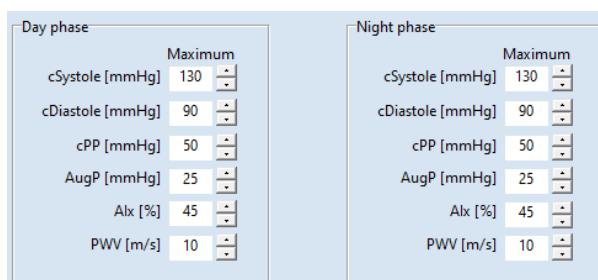 Day phase
Maximum
cSystole [mmHg] 130
cDiastole [mmHg] 90
cPP [mmHg] 50
AugP [mmHg] 25
AIx [%] 45
PWV [m/s] 10
Night phase
Maximum
cSystole [mmHg] 130
cDiastole [mmHg] 90
cPP [mmHg] 50
AugP [mmHg] 25
AIx [%] 45
PWV [m/s] 10